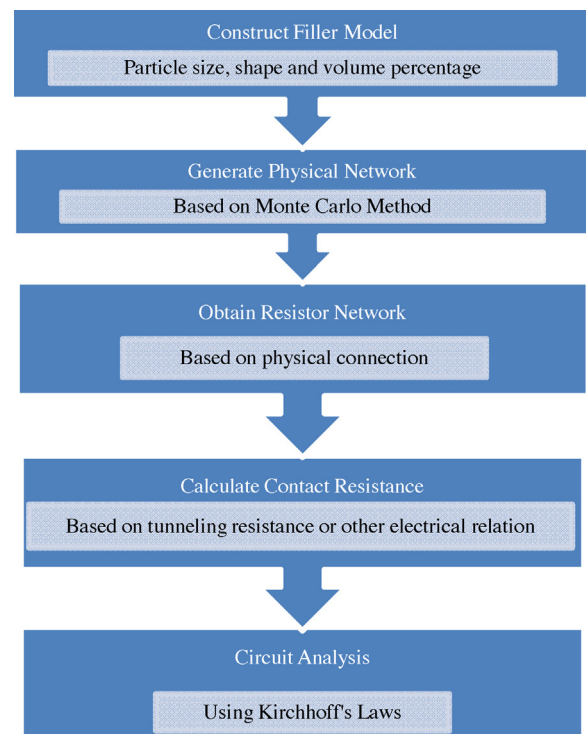 Construct Filler Model
Particle size, shape and volume percentage
Generate Physical Network
Based on Monte Carlo Method
Obtain Resistor Network
Based on physical connection
Calculate Contact Resistance
Based on tunneling resistance or other electrical relation
Circuit Analysis
Using Kirchhoff's Laws